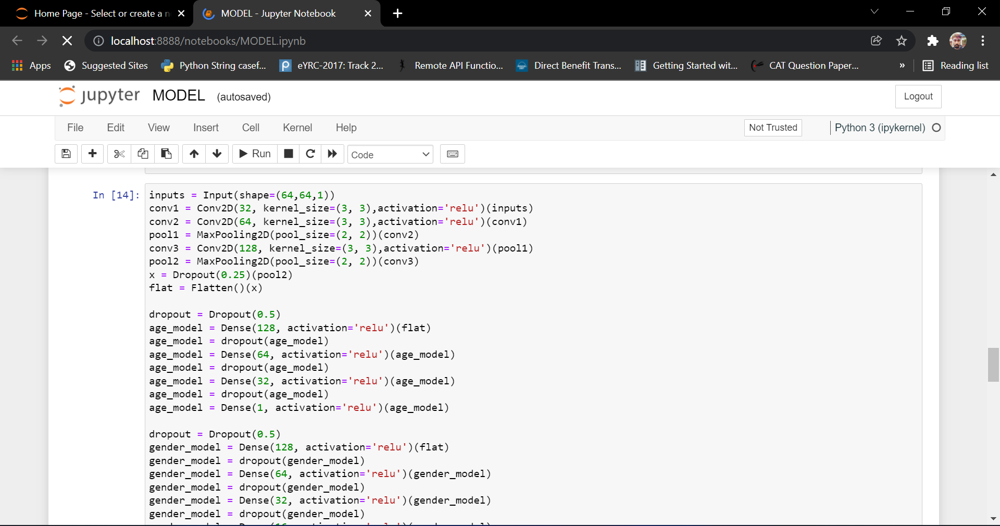 Home Page - Select or create a n
MODEL - Jupyter Notebook
localhost:8888/notebooks/MODEL.ipynb
Apps
Suggested Sites
Python String casef...
eYRC-2017: Track 2...
Remote API Functio...
Direct Benefit Trans...
Getting Started wit...
CAT Question Paper...
»
Reading list
jupyter MODEL (autosaved)
Logout
File Edit View Insert Cell Kernel Help
Not Trusted
Python 3 (ipykernel)
Run
Code
In [14]:
inputs = Input(shape=(64,64,1))
conv1 = Conv2D(32, kernel_size=(3, 3),activation='relu')(inputs)
conv2 = Conv2D(64, kernel_size=(3, 3),activation='relu')(conv1)
pool1 = MaxPooling2D(pool_size=(2, 2))(conv2)
conv3 = Conv2D(128, kernel_size=(3, 3),activation='relu')(pool1)
pool2 = MaxPooling2D(pool_size=(2, 2))(conv3)
x = Dropout(0.25)(pool2)
flat = Flatten()(x)
dropout = Dropout(0.5)
age_model = Dense(128, activation='relu')(flat)
age_model = dropout(age_model)
age_model = Dense(64, activation='relu')(age_model)
age_model = dropout(age_model)
age_model = Dense(32, activation='relu')(age_model)
age_model = dropout(age_model)
age_model = Dense(1, activation='relu')(age_model)
dropout = Dropout(0.5)
gender_model = Dense(128, activation='relu')(flat)
gender_model = dropout(gender_model)
gender_model = Dense(64, activation='relu')(gender_model)
gender_model = dropout(gender_model)
gender_model = Dense(32, activation='relu')(gender_model)
gender_model = dropout(gender_model)